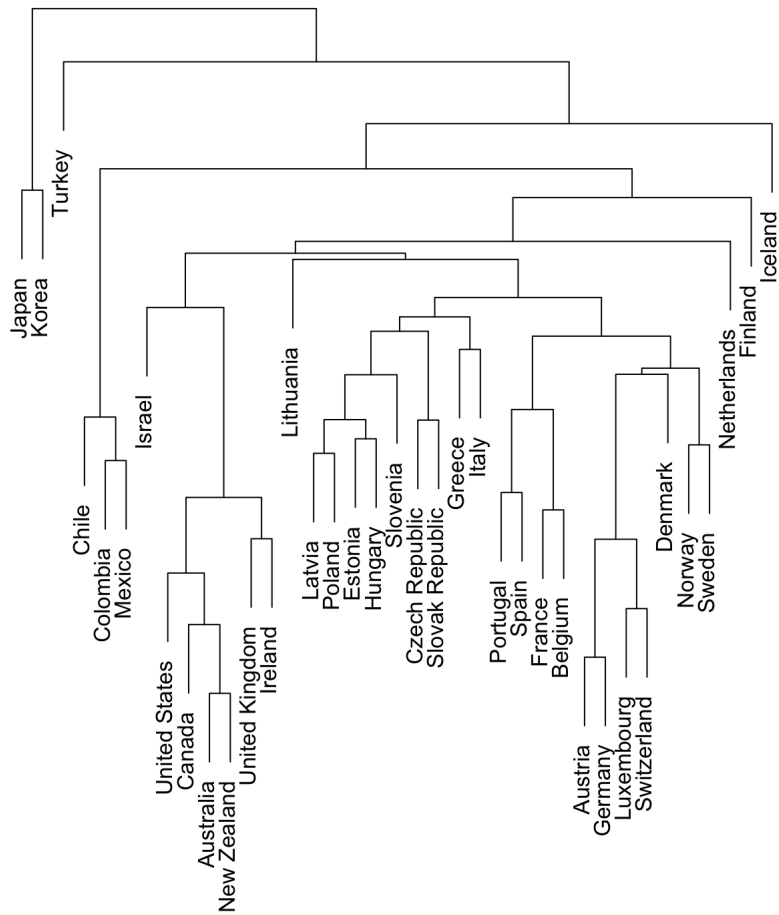 Japan
Korea
Turkey
Chile
Colombia
Mexico
Israel
United States
Canada
Australia
New Zealand
United Kingdom
Ireland
Lithuania
Latvia
Poland
Estonia
Hungary
Slovenia
Czech Republic
Slovak Republic
Greece
Italy
Portugal
Spain
France
Belgium
Austria
Germany
Luxembourg
Switzerland
Denmark
Norway
Sweden
Netherlands
Finland
Iceland